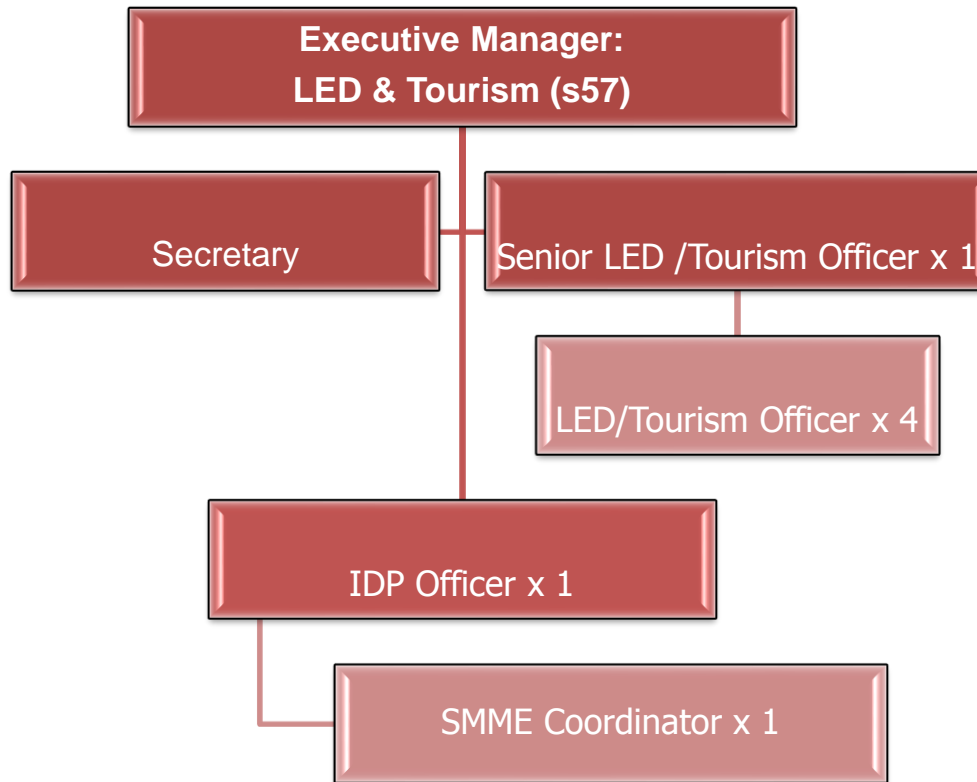 Executive Manager:
LED & Tourism (s57)
Secretary
Senior LED /Tourism Officer x 1
LED/Tourism Officer x 4
IDP Officer x 1
SMME Coordinator x 1